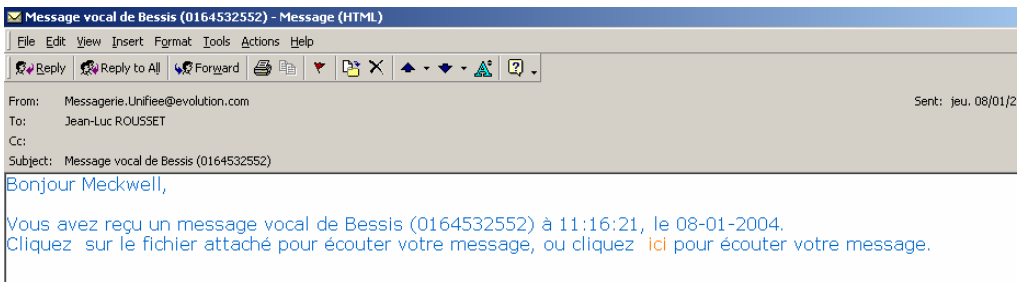 Message vocal de Bessis (0164532552) - Message (HTML)
File Edit View Insert Format Tools Actions Help
Reply Reply to All Forward
From: Messagerie.Unifiee@evolution.com Sent: jeu. 08/01/2
To: Jean-Luc ROUSSET
Cc:
Subject: Message vocal de Bessis (0164532552)
Bonjour Meckwell,
Vous avez reçu un message vocal de Bessis (0164532552) à 11:16:21, le 08-01-2004.
Cliquez sur le fichier attaché pour écouter votre message, ou cliquez ici pour écouter votre message.